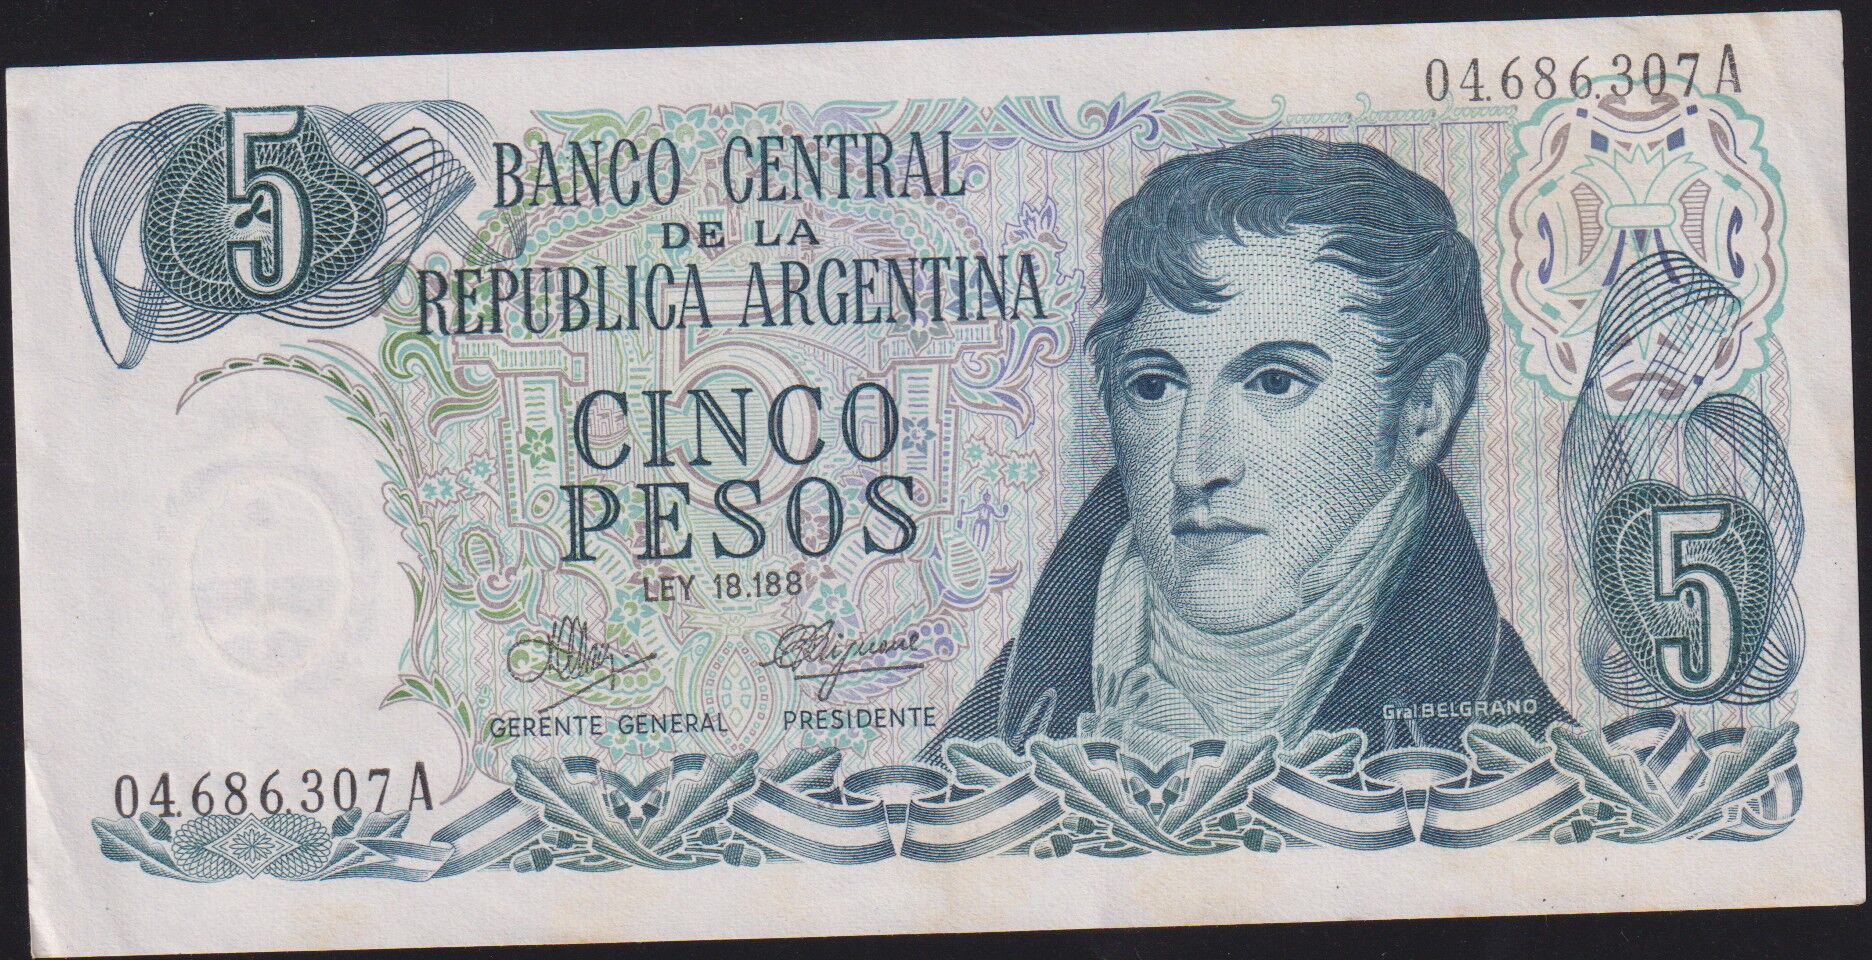 04.686.307 A
5
BANCO CENTRAL
DE LA
REPUBLICA ARGENTINA
CINCO
PESOS
LEY 18.188
GERENTE GENERAL PRESIDENTE
Gral.BELGRANO
5
04.686.307 A